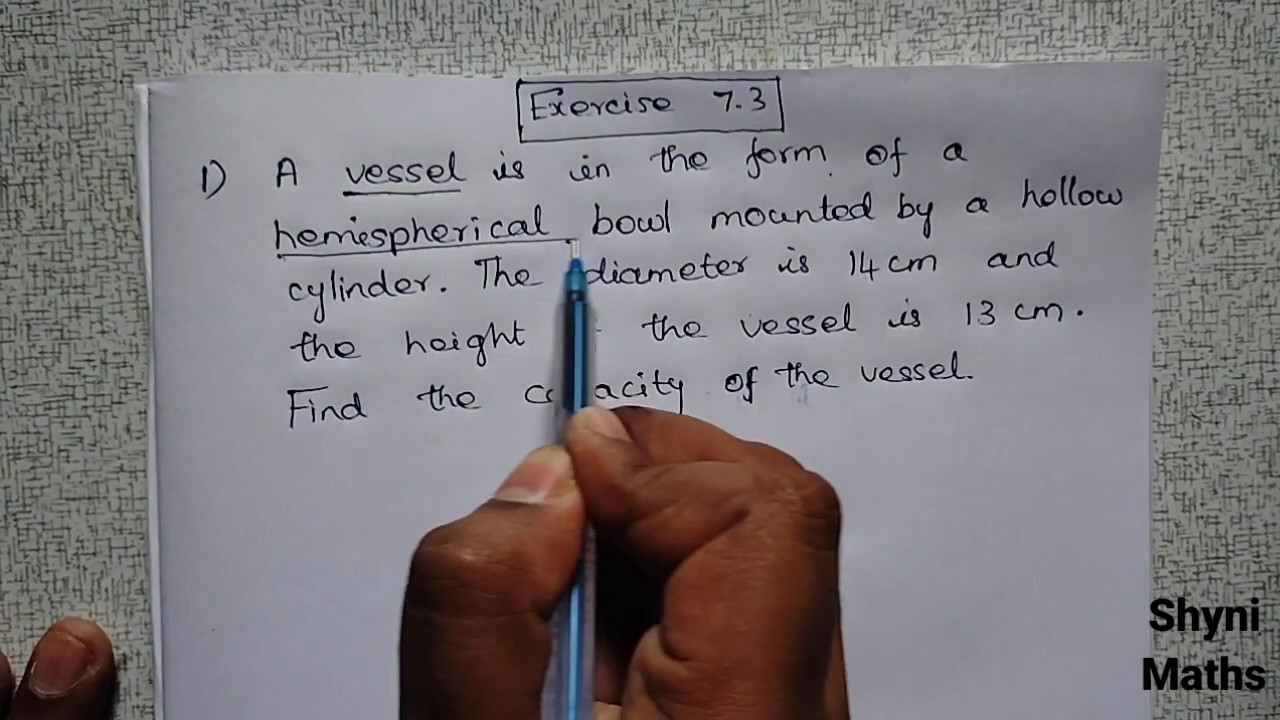 Exercise 7.3
1) A vessel is in the form of a
hemispherical bowl mounted by a hollow
cylinder. The diameter is 14 cm and
the height the vessel is 13 cm.
Find the of the vessel.
Shyni
Maths